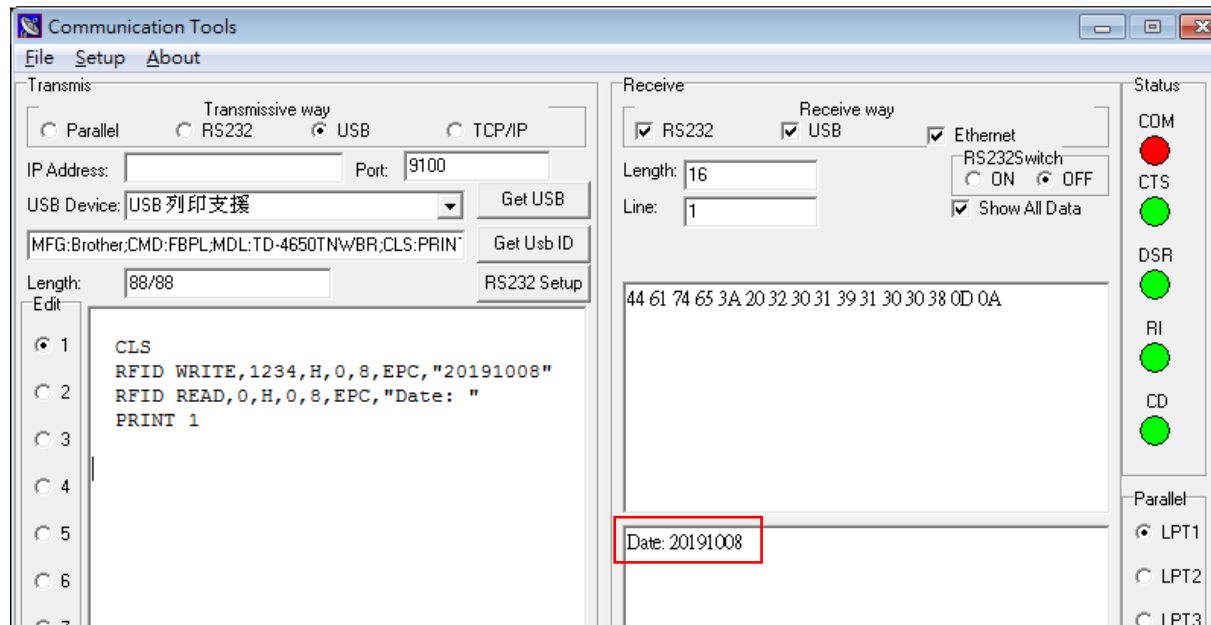 Communication Tools
File Setup About
Transmis
Transmissive way
Parallel RS232 USB TCP/IP
IP Address: Port: 9100
USB Device: USB 列印支援 Get USB
MFG:Brother;CMD:FBPL;MDL:TD-4650TNWBR;CLS:PRIN Get Usb ID
Length: 88/88 RS232 Setup
Edit
1
2
3
4
5
6
CLS
RFID WRITE,1234,H,0,8,EPC,"20191008"
RFID READ,0,H,0,8,EPC,"Date: "
PRINT 1
Receive
Receive way
RS232 USB Ethernet
Length: 16
RS232Switch
ON OFF
Line: 1
Show All Data
44 61 74 65 3A 20 32 30 31 39 31 30 30 38 0D 0A
Date: 20191008
Status
COM
CTS
DSR
RI
CD
Parallel
LPT1
LPT2
LPT3